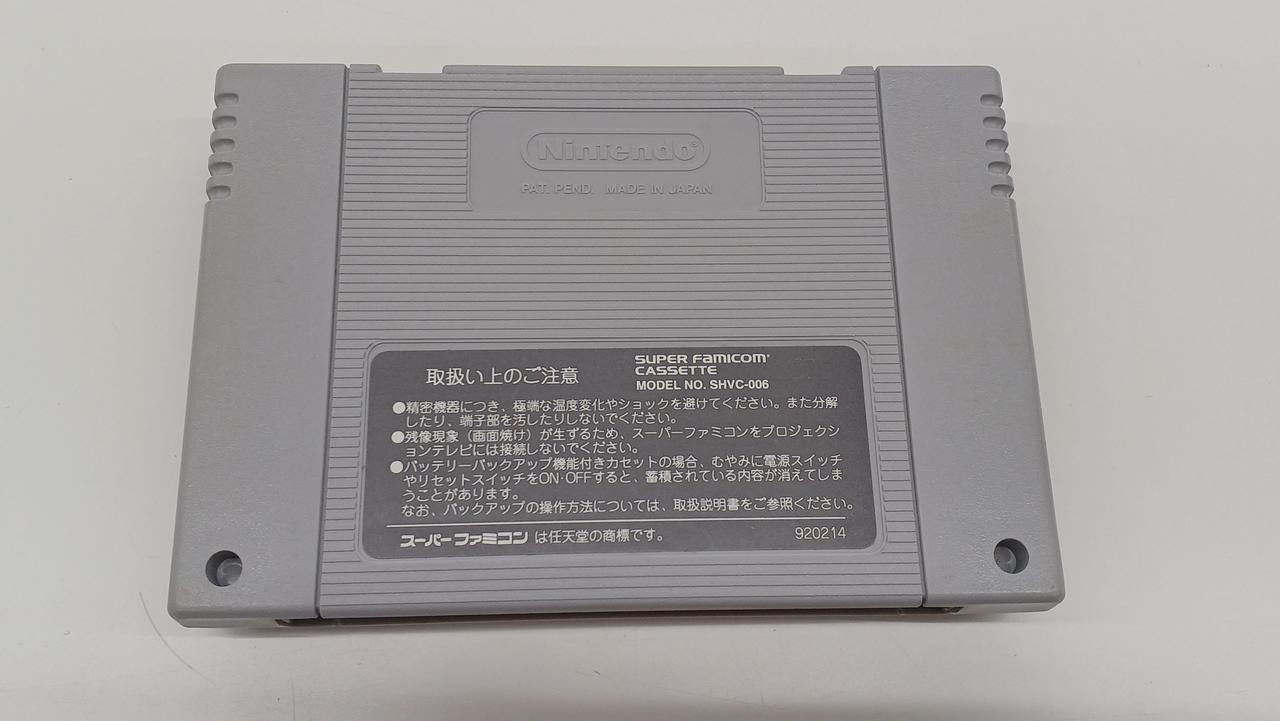 Nintendo®
PAT. PEND. MADE IN JAPAN
取扱い上のご注意
SUPER FAMICOM®
CASSETTE
MODEL NO. SHVC-006
●精密機器につき、極端な温度変化やショックを避けてください。また分解
したり、端子部を汚したりしないでください。
●残像現象（画面焼け）が生ずるため、スーパーファミコンをプロジェクシ
ョンテレビには接続しないでください。
●バッテリーバックアップ機能付きカセットの場合、むやみに電源スイッチ
やリセットスイッチをON・OFFすると、蓄積されている内容が消えてしま
うことがあります。
なお、バックアップの操作方法については、取扱説明書をご参照ください。
スーパーファミコンは任天堂の商標です。
920214